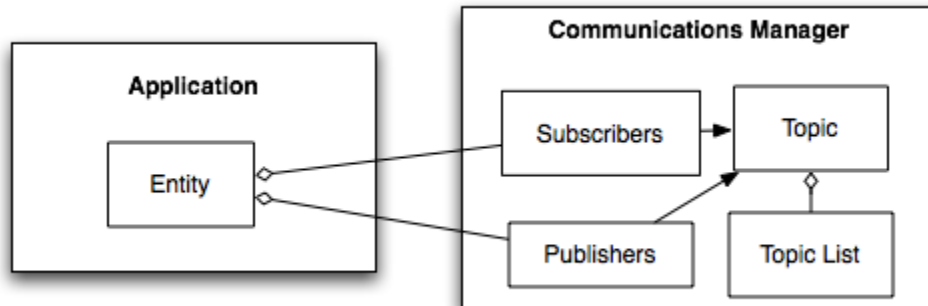 Communications Manager
Application
Subscribers
Topic
Entity
Publishers
Topic List